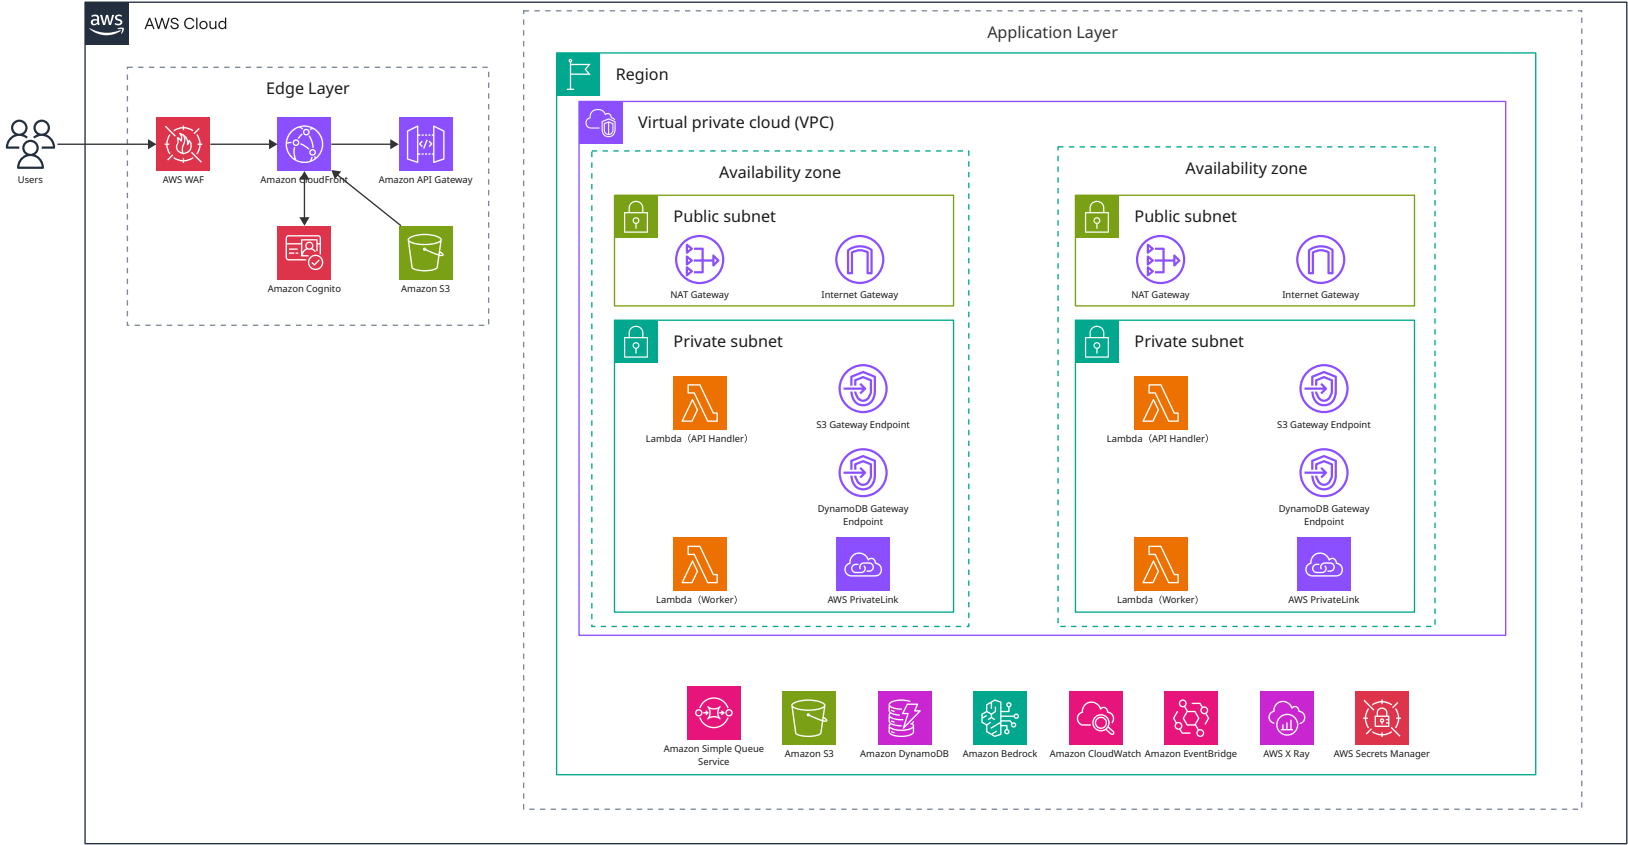 aws
AWS Cloud
Application Layer
Region
Edge Layer
Virtual private cloud (VPC)
Users
AWS WAF
Amazon CloudFront
Amazon API Gateway
Amazon Cognito
Amazon S3
Availability zone
Public subnet
NAT Gateway
Internet Gateway
Private subnet
Lambda（API Handler）
S3 Gateway Endpoint
DynamoDB Gateway
Endpoint
Lambda（Worker）
AWS PrivateLink
Availability zone
Public subnet
NAT Gateway
Internet Gateway
Private subnet
Lambda（API Handler）
S3 Gateway Endpoint
DynamoDB Gateway
Endpoint
Lambda（Worker）
AWS PrivateLink
Amazon Simple Queue
Service
Amazon S3
Amazon DynamoDB
Amazon Bedrock
Amazon CloudWatch
Amazon EventBridge
AWS X Ray
AWS Secrets Manager